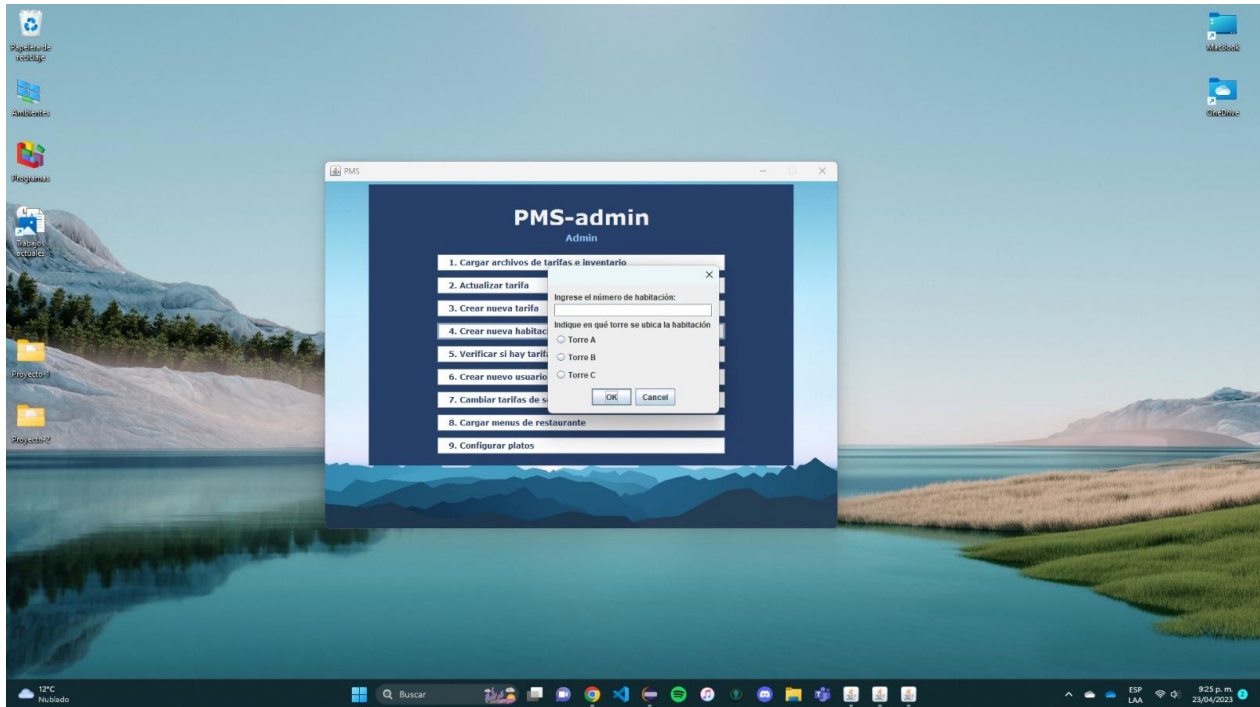 Papelera de
reciclaje
Ambientes
Programas
Trabajos
actuales
Proyecto-1
Proyecto-2
MacBook
OneDrive
PMS
PMS-admin
Admin
1. Cargar archivos de tarifas e inventario
2. Actualizar tarifa
3. Crear nueva tarifa
4. Crear nueva habitac
5. Verificar si hay tarif
6. Crear nuevo usuario
7. Cambiar tarifas de s
8. Cargar menus de restaurante
9. Configurar platos
Ingrese el número de habitación:
Indique en qué torre se ubica la habitación
Torre A
Torre B
Torre C
OK Cancel
12°C
Nublado
Buscar
ESP
LAA
9:25 p. m.
23/04/2023
2